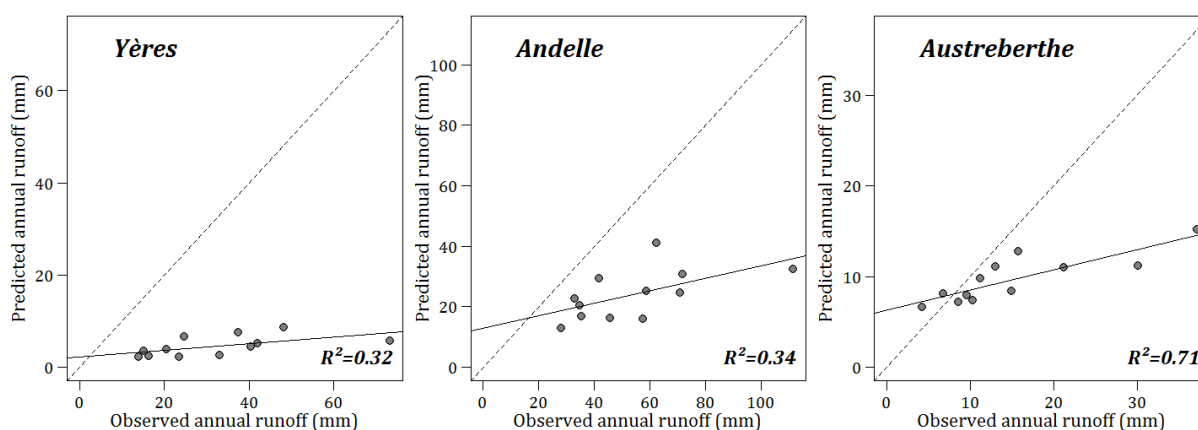 Yères
Predicted annual runoff (mm)
60
40
20
0
R²=0.32
0 20 40 60
Observed annual runoff (mm)
Andelle
Predicted annual runoff (mm)
100
80
60
40
20
0
R²=0.34
0 20 40 60 80 100
Observed annual runoff (mm)
Austreberthe
Predicted annual runoff (mm)
30
20
10
0
R²=0.71
0 10 20 30
Observed annual runoff (mm)